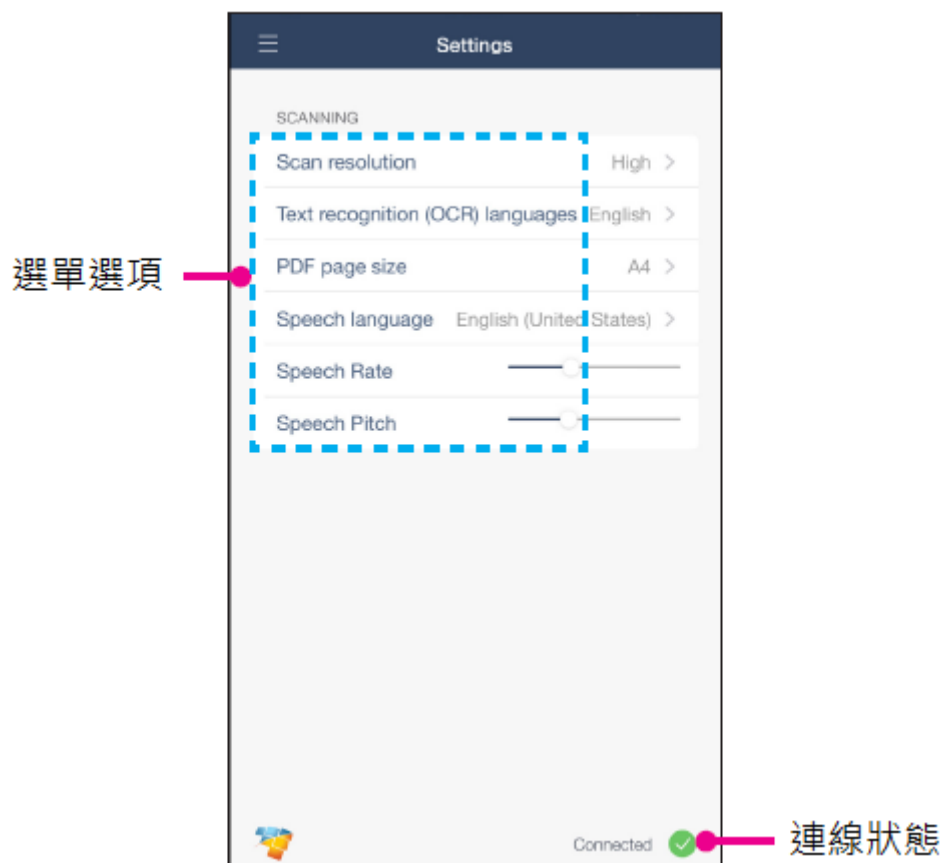 Settings
SCANNING
Scan resolution High >
Text recognition (OCR) languages English >
選單選項
PDF page size A4 >
Speech language English (United States) >
Speech Rate
Speech Pitch
Connected
連線狀態